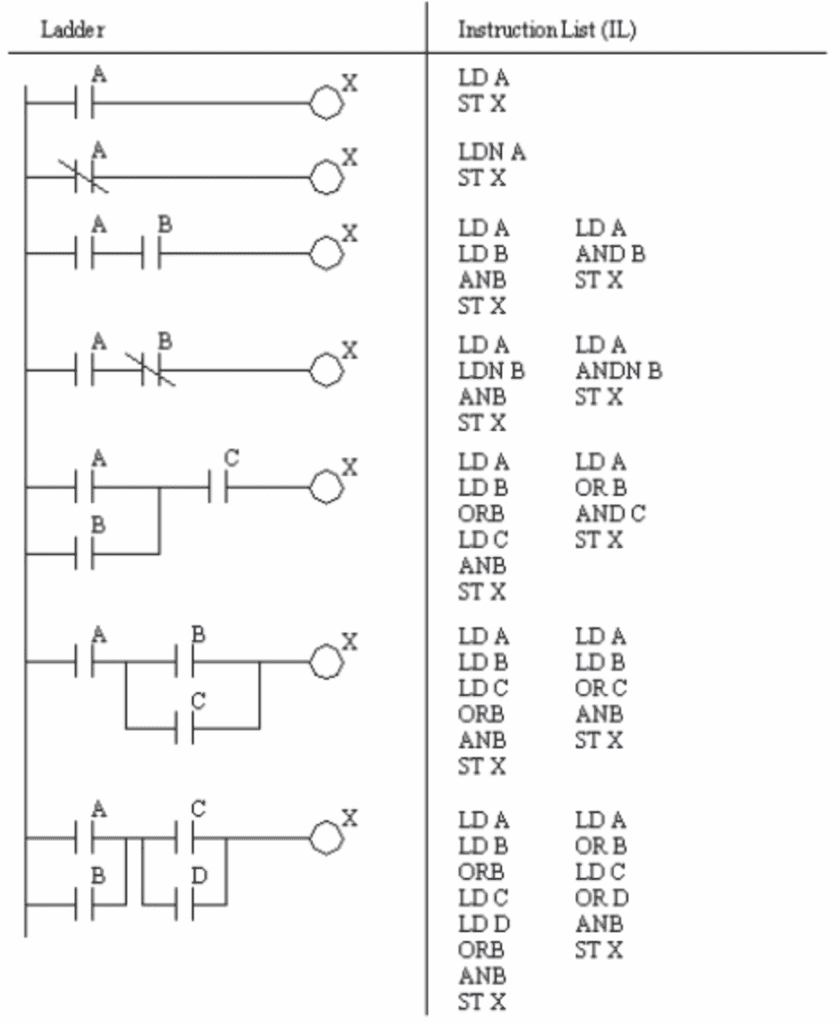 Ladder Instruction List (IL)
A X LD A
ST X
A X LDN A
ST X
A B X LD A LD A
LD B AND B
ANB ST X
ST X
A B X LD A LD A
LDN B ANDN B
ANB ST X
ST X
A C X LD A LD A
LD B OR B
B ORB AND C
LD C ST X
ANB
ST X
A B X LD A LD A
LD B LD B
C LD C OR C
ORB ANB
ANB ST X
ST X
A C X LD A LD A
LD B OR B
B D ORB LD C
LD C OR D
LD D ANB
ORB ST X
ANB
ST X